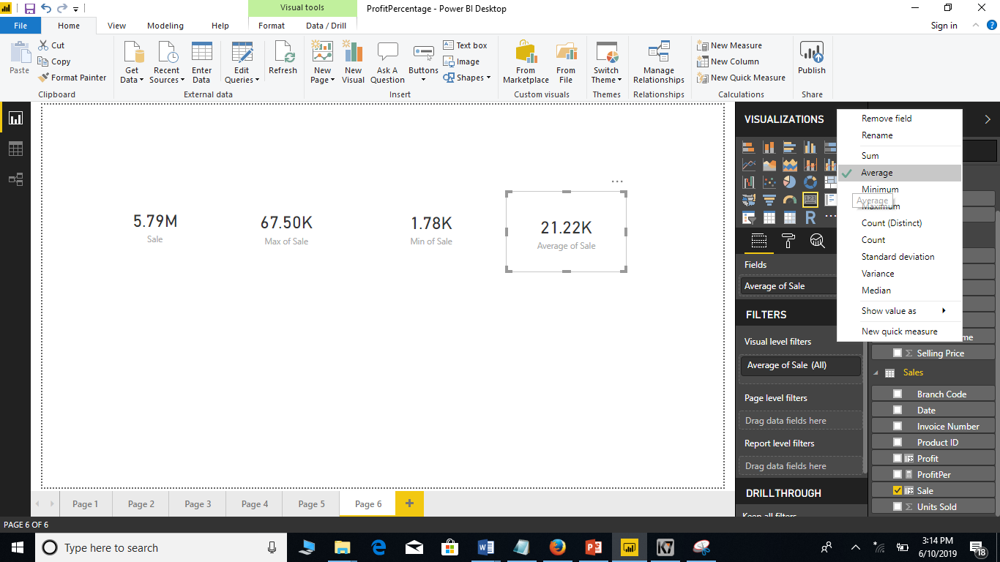 Visual tools
ProfitPercentage - Power BI Desktop
File
Home
View
Modeling
Help
Format
Data / Drill
Sign in
Paste
Cut
Copy
Format Painter
Clipboard
Get Data
Recent Sources
Enter Data
Edit Queries
Refresh
External data
New Page
New Visual
Ask A Question
Buttons
Text box
Image
Shapes
Insert
From Marketplace
From File
Custom visuals
Switch Theme
Themes
Manage Relationships
Relationships
New Measure
New Column
New Quick Measure
Calculations
Publish
Share
5.79M
Sale
67.50K
Max of Sale
1.78K
Min of Sale
21.22K
Average of Sale
VISUALIZATIONS
R
Fields
Average of Sale
FILTERS
Visual level filters
Average of Sale (All)
Page level filters
Drag data fields here
Report level filters
Drag data fields here
DRILLTHROUGH
Keep all filters
Remove field
Rename
Sum
Average
Minimum
Average
Maximum
Count (Distinct)
Count
Standard deviation
Variance
Median
Show value as
New quick measure
me
Selling Price
Sales
Branch Code
Date
Invoice Number
Product ID
Profit
ProfitPer
Sale
Units Sold
Page 1
Page 2
Page 3
Page 4
Page 5
Page 6
PAGE 6 OF 6
Type here to search
3:14 PM
6/10/2019
18